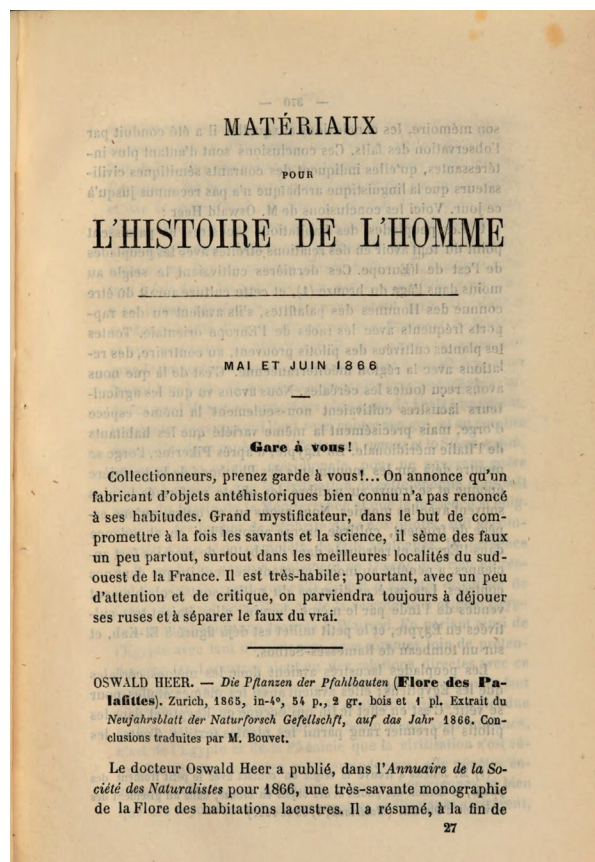 MATÉRIAUX
POUR
L'HISTOIRE DE L'HOMME
MAI ET JUIN 1866
Gare à vous!
Collectionneurs, prenez garde à vous!... On annonce qu'un
fabricant d'objets antéhistoriques bien connu n'a pas renoncé
à ses habitudes. Grand mystificateur, dans le but de com-
promettre à la fois les savants et la science, il sème des faux
un peu partout, surtout dans les meilleures localités du sud-
ouest de la France. Il est très-habile; pourtant, avec un peu
d'attention et de critique, on parviendra toujours à déjouer
ses ruses et à séparer le faux du vrai.
OSWALD HEER. — Die Pflanzen der Pfahlbauten (Flore des Pa-
lafittes). Zurich, 1865, in-4°, 54 p., 2 gr. bois et 1 pl. Extrait du
Neujahrsblatt der Naturforsch Gefellschft, auf das Jahr 1866. Con-
clusions traduites par M. Bouvet.
Le docteur Oswald Heer a publié, dans l'Annuaire de la So-
ciété des Naturalistes pour 1866, une très-savante monographie
de la Flore des habitations lacustres. Il a résumé, à la fin de
27